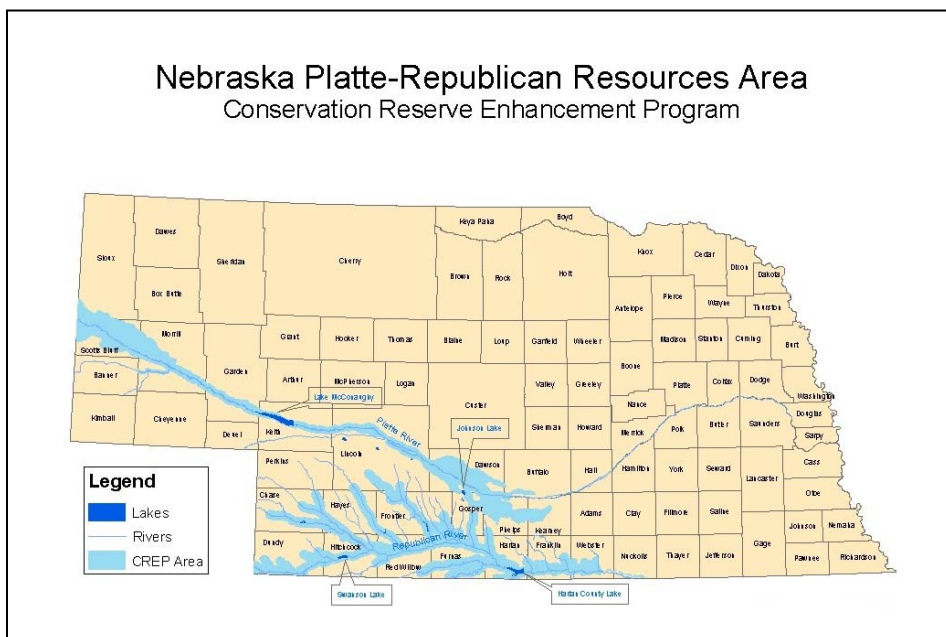 Nebraska Platte-Republican Resources Area
Conservation Reserve Enhancement Program
Keya Paha
Boyd
Dawes
Sioux
Sheridan
Cherry
Knox
Cedar
Dixon
Dakota
Brown
Rock
Holt
Box Butte
Antelope
Pierce
Wayne
Thurston
Morrill
Grant
Hooker
Thomas
Blaine
Loup
Garfield
Wheeler
Madison
Stanton
Cuming
Burt
Scotts Bluff
Banner
Garden
Arthur
McPherson
Logan
Valley
Greeley
Boone
Platte
Colfax
Dodge
Washington
Lake McConaughy
Custer
Nance
Kimball
Cheyenne
Deuel
Keith
Platte River
Johnson Lake
Sherman
Howard
Merrick
Polk
Butler
Saunders
Douglas
Sarpy
Perkins
Lincoln
Dawson
Buffalo
Hall
Hamilton
York
Seward
Lancaster
Cass
Otoe
Chase
Hayes
Frontier
Gosper
Phelps
Kearney
Adams
Clay
Fillmore
Saline
Johnson
Nemaha
Dundy
Hitchcock
Republican River
Red Willow
Furnas
Harlan
Franklin
Webster
Nuckolls
Thayer
Jefferson
Gage
Pawnee
Richardson
Swanson Lake
Harlan County Lake
Legend
Lakes
Rivers
CREP Area